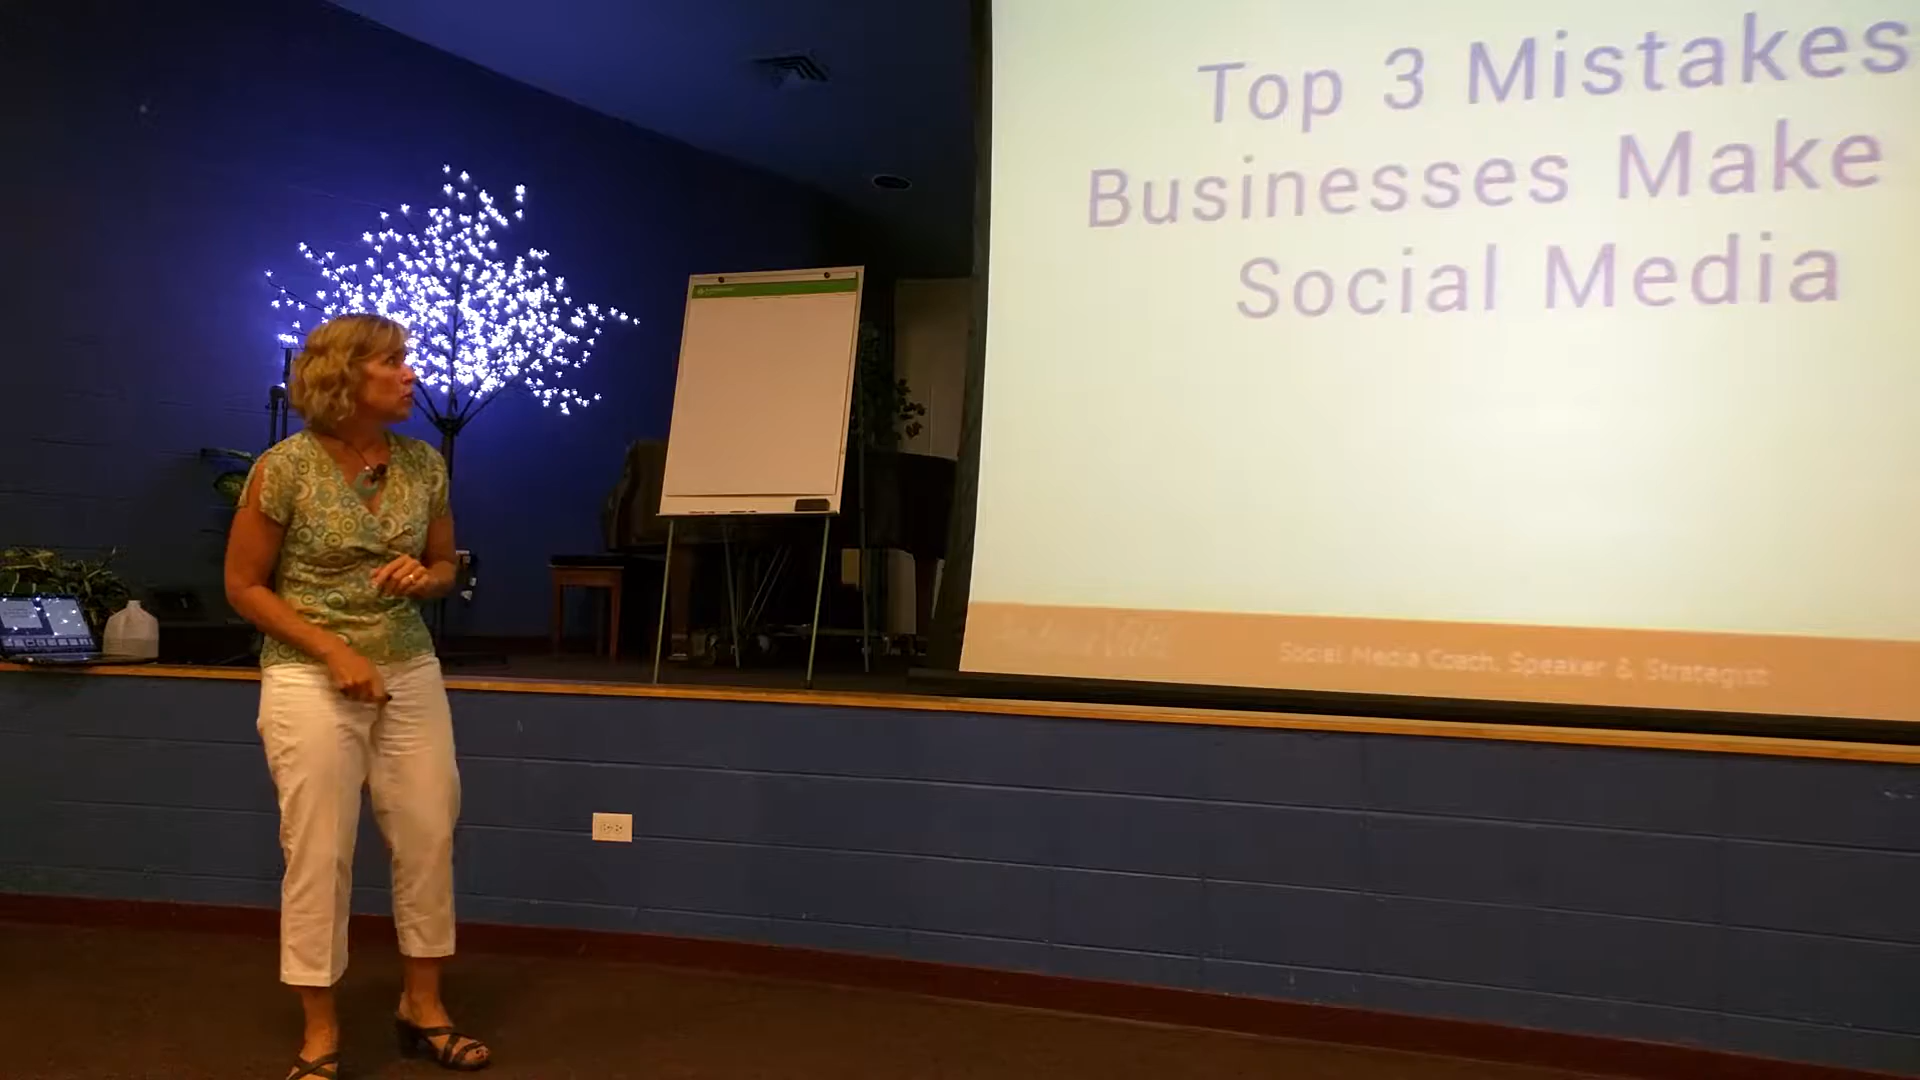 Top 3 Mistakes
Businesses Make
Social Media
Social Media Coach, Speaker & Strategist